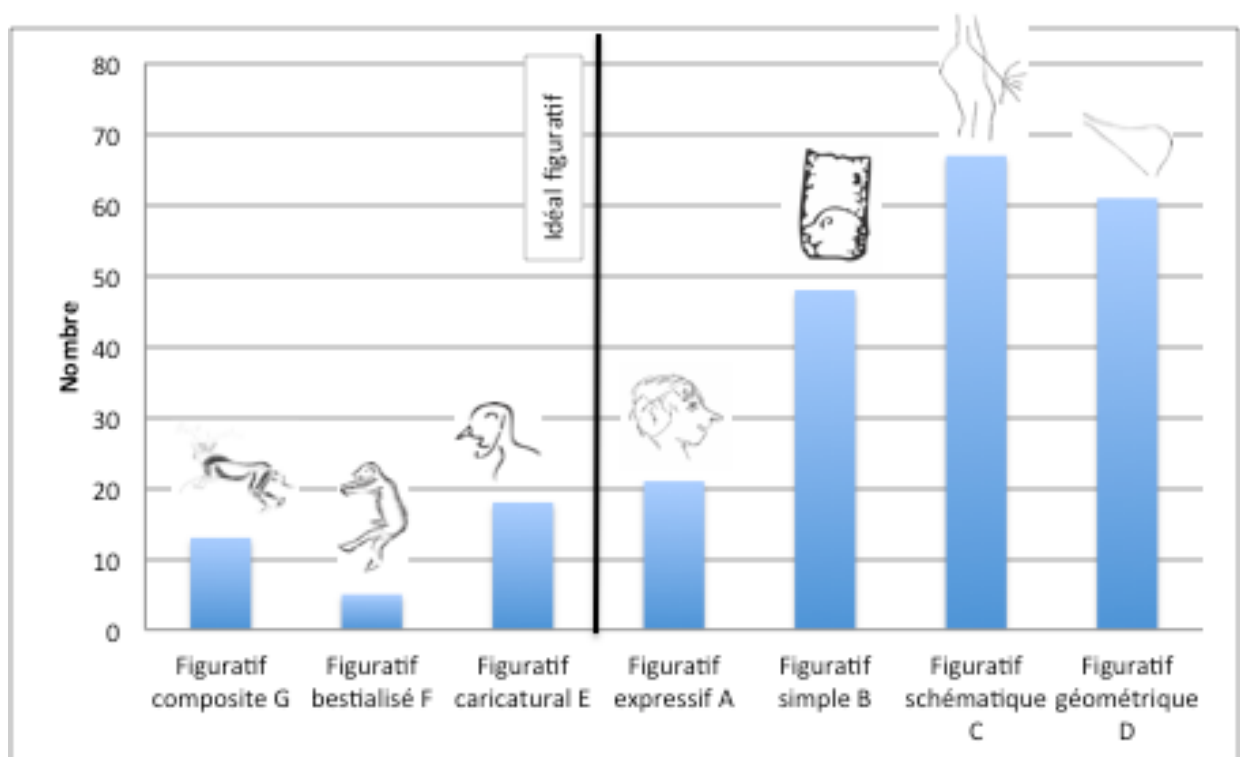 80
70
60
50
40
30
20
10
0
Nombre
Idéal figuratif
Figuratif
composite G
Figuratif
bestialisé F
Figuratif
caricatural E
Figuratif
expressif A
Figuratif
simple B
Figuratif
schématique
C
Figuratif
géométrique
D